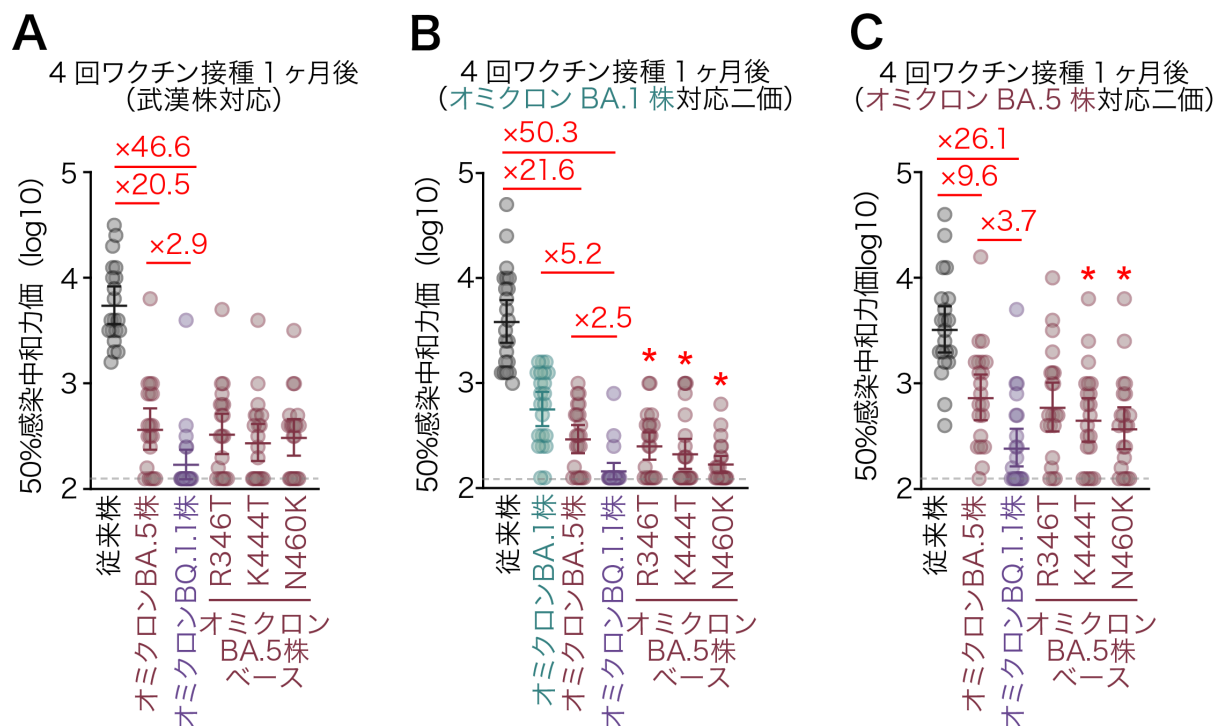 A
4回ワクチン接種1ヶ月後
（武漢株対応）
×46.6
×20.5
×2.9
50%感染中和力価（log10）
5
4
3
2
従来株
オミクロンBA.5株
オミクロンBQ.1.1株
R346T
K444T
N460K
オミクロン
BA.5株
ベース
B
4回ワクチン接種1ヶ月後
（オミクロン BA.1 株対応二価）
×50.3
×21.6
×5.2
×2.5
* * *
50%感染中和力価（log10）
5
4
3
2
従来株
オミクロンBA.1株
オミクロンBA.5株
オミクロンBQ.1.1株
R346T
K444T
N460K
オミクロン
BA.5株
ベース
C
4回ワクチン接種1ヶ月後
（オミクロン BA.5 株対応二価）
×26.1
×9.6
×3.7
* *
50%感染中和力価log10）
5
4
3
2
従来株
オミクロンBA.5株
オミクロンBQ.1.1株
R346T
K444T
N460K
オミクロン
BA.5株
ベース